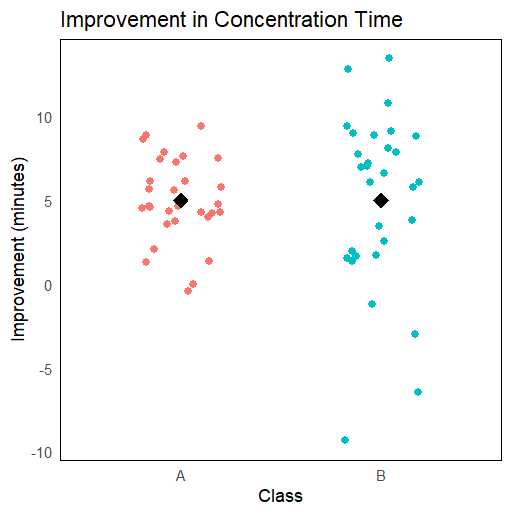 Improvement in Concentration Time
Improvement (minutes)
10
5
0
-5
-10
A B
Class